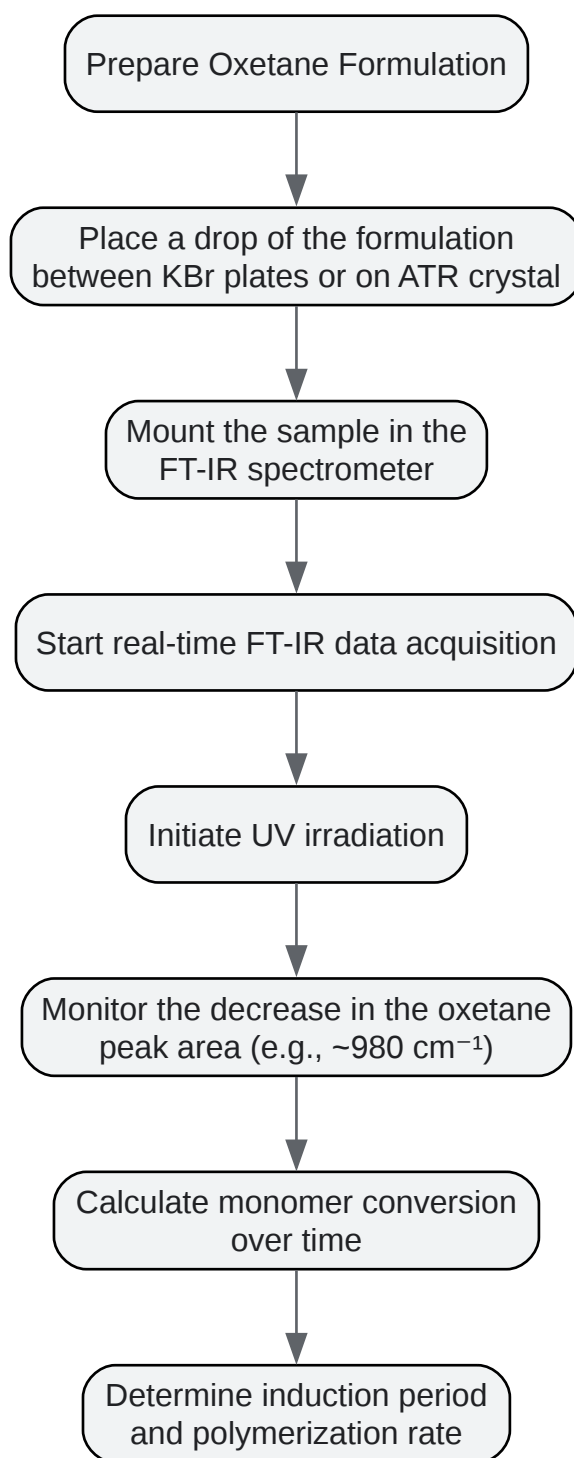 Prepare Oxetane Formulation
Place a drop of the formulation
between KBr plates or on ATR crystal
Mount the sample in the
FT-IR spectrometer
Start real-time FT-IR data acquisition
Initiate UV irradiation
Monitor the decrease in the oxetane
peak area (e.g., ~980 cm⁻¹)
Calculate monomer conversion
over time
Determine induction period
and polymerization rate